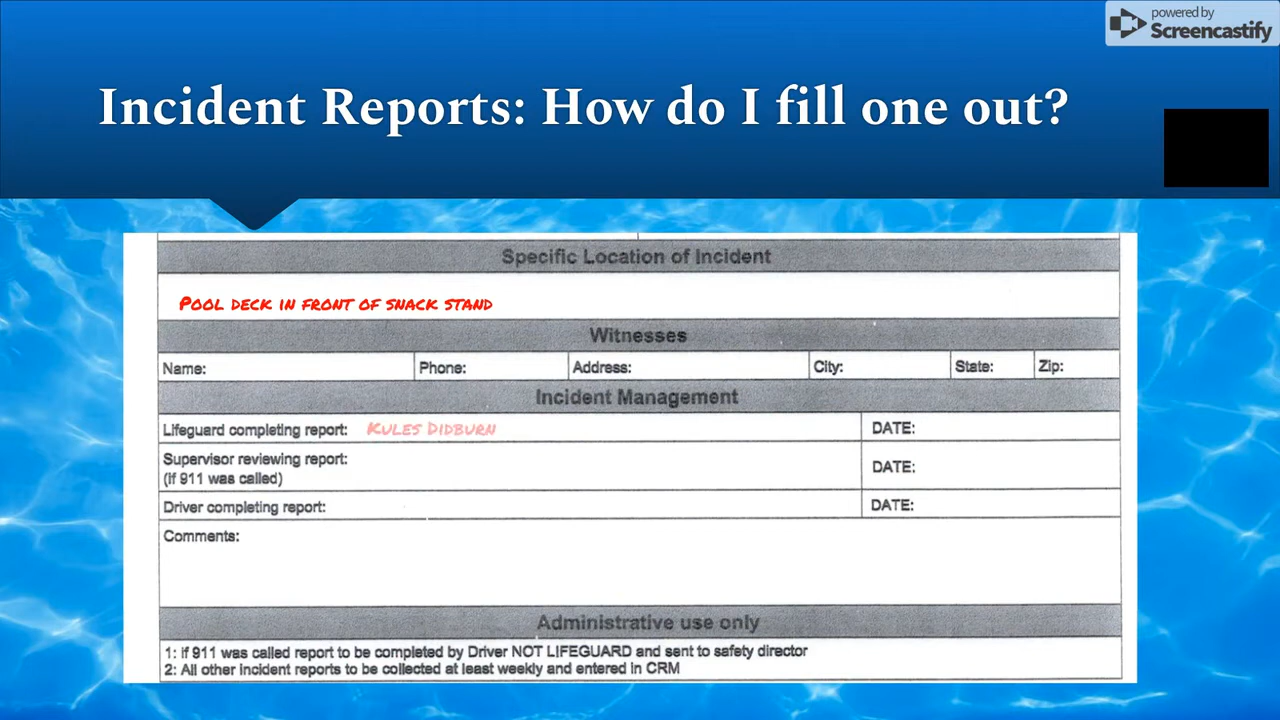 powered by
Screencastify
Incident Reports: How do I fill one out?
Specific Location of Incident
Pool deck in front of snack stand
Witnesses
Name: Phone: Address: City: State: Zip:
Incident Management
Lifeguard completing report: Kules Didburn DATE:
Supervisor reviewing report:
(if 911 was called) DATE:
Driver completing report: DATE:
Comments:
Administrative use only
1: if 911 was called report to be completed by Driver NOT LIFEGUARD and sent to safety director
2: All other incident reports to be collected at least weekly and entered in CRM